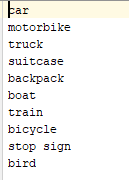 car
motorbike
truck
suitcase
backpack
boat
train
bicycle
stop sign
bird